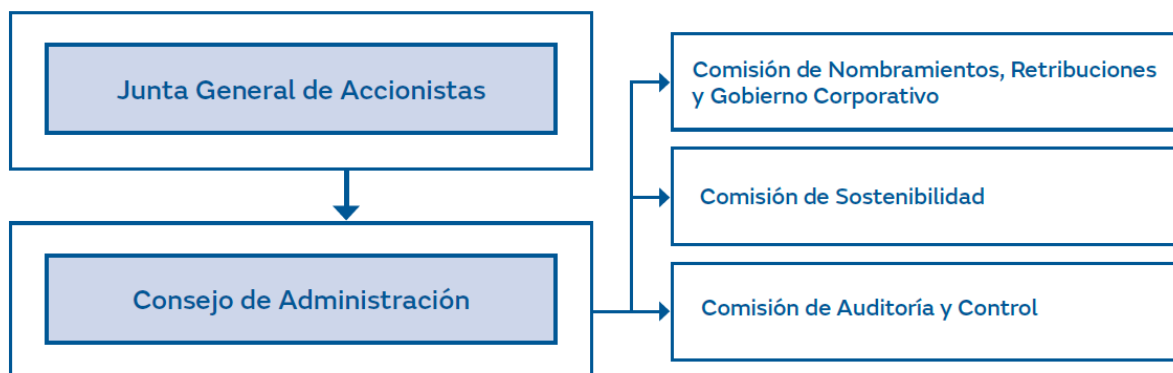 Junta General de Accionistas
Consejo de Administración
Comisión de Nombramientos, Retribuciones
y Gobierno Corporativo
Comisión de Sostenibilidad
Comisión de Auditoría y Control